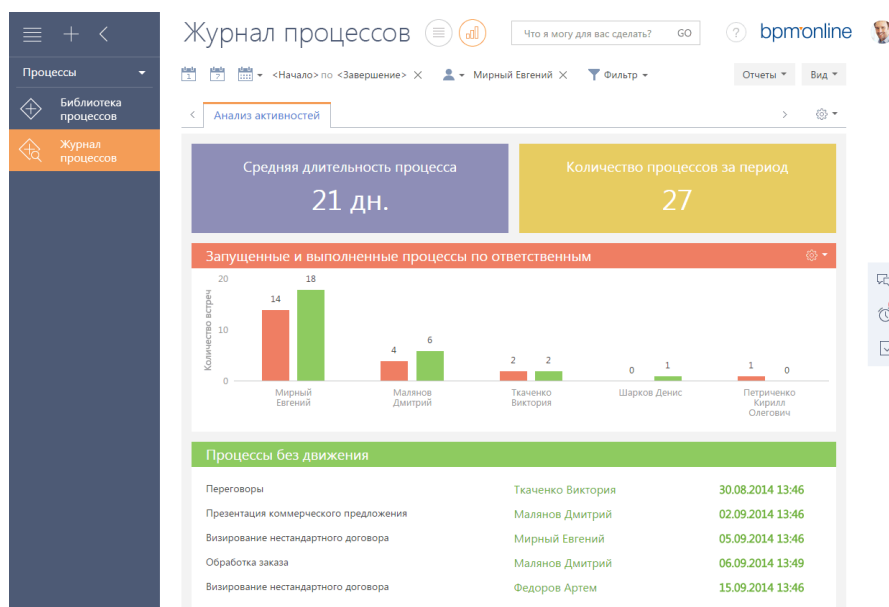 Журнал процессов
Что я могу для вас сделать? GO
?
bpm'online
Процессы
Библиотека
процессов
Журнал
процессов
1 7 <Начало> по <Завершение> Мирный Евгений Фильтр
Отчеты Вид
Анализ активностей
Средняя длительность процесса
21 дн.
Количество процессов за период
27
Запущенные и выполненные процессы по ответственным
Количество встреч
20
10
0
14 18
4 6
2 2
0 1
1 0
Мирный
Евгений
Малянов
Дмитрий
Ткаченко
Виктория
Шарков Денис
Петриченко
Кирилл
Олегович
Процессы без движения
Переговоры Ткаченко Виктория 30.08.2014 13:46
Презентация коммерческого предложения Малянов Дмитрий 02.09.2014 13:46
Визирование нестандартного договора Мирный Евгений 05.09.2014 13:46
Обработка заказа Малянов Дмитрий 06.09.2014 13:49
Визирование нестандартного договора Федоров Артем 15.09.2014 13:46